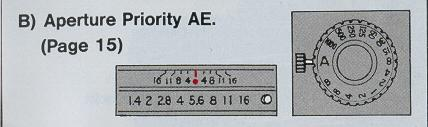 B) Aperture Priority AE.
(Page 15)
16 11 8 4 4 8 11 16
1.4 2 2.8 4 5.6 8 11 16
A